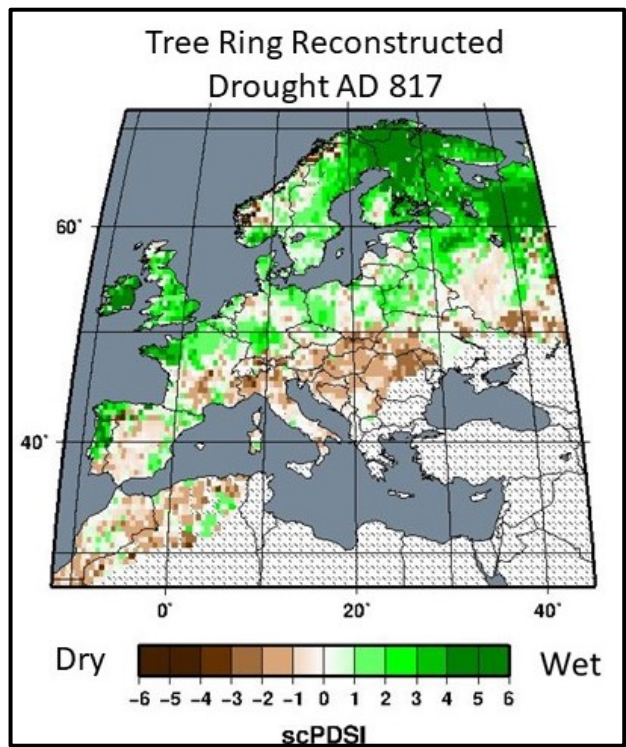 Tree Ring Reconstructed
Drought AD 817
60°
40°
0° 20° 40°
Dry Wet
-6 -5 -4 -3 -2 -1 0 1 2 3 4 5 6
scPDSI